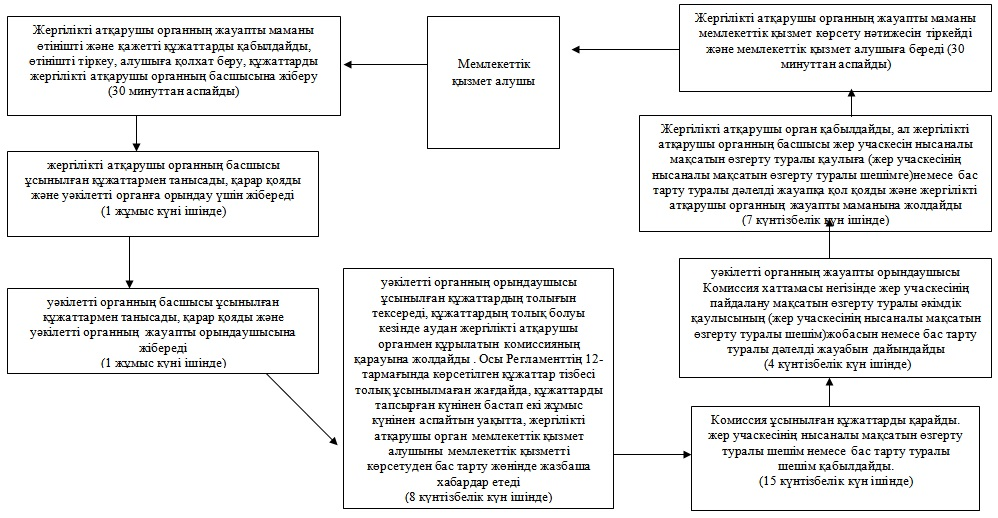 Мемлекеттік
қызмет алушы
Жергілікті атқарушы органның жауапты маманы
өтінішті және қажетті құжаттарды қабылдайды,
өтінішті тіркеу, алушыға қолхат беру, құжаттарды
жергілікті атқарушы органның басшысына жіберу
(30 минуттан аспайды)
жергілікті атқарушы органның басшысы
ұсынылған құжаттармен танысады, қарар қояды
және уәкілетті органға орындау үшін жібереді
(1 жұмыс күні ішінде)
уәкілетті органның басшысы ұсынылған
құжаттармен танысады, қарар қояды және
уәкілетті органның жауапты орындаушысына
жібереді
(1 жұмыс күні ішінде)
уәкілетті органның орындаушысы
ұсынылған құжаттардың толығын
тексереді, құжаттардың толық болуы
кезінде аудан жергілікті атқарушы
органмен құрылатын комиссияның
қарауына жолдайды . Осы Регламенттің 12-
тармағында көрсетілген құжаттар тізбесі
толық ұсынылмаған жағдайда, құжаттарды
тапсырған күнінен бастап екі жұмыс
күнінен аспайтын уақытта, жергілікті
атқарушы орган мемлекеттік қызмет
алушыны мемлекеттік қызметті
көрсетуден бас тарту жөнінде жазбаша
хабардар етеді
(8 күнтізбелік күн ішінде)
Комиссия ұсынылған құжаттарды қарайды.
жер учаскесінің нысаналы мақсатын өзгерту
туралы шешім немесе бас тарту туралы
шешім қабылдайды.
(15 күнтізбелік күн ішінде)
уәкілетті органның жауапты орындаушысы
Комиссия хаттамасы негізінде жер учаскесінің
пайдалану мақсатын өзгерту туралы әкімдік
қаулысының (жер учаскесінің нысаналы мақсатын
өзгерту туралы шешім)жобасын немесе бас тарту
туралы дәлелді жауабын дайындайды
(4 күнтізбелік күн ішінде)
Жергілікті атқарушы орган қабылдайды, ал жергілікті
атқарушы органның басшысы жер учаскесін нысаналы
мақсатын өзгерту туралы қаулыға (жер учаскесінің
нысаналы мақсатын өзгерту туралы шешімге)немесе бас
тарту туралы дәлелді жауапқа қол қояды және жергілікті
атқарушы органның жауапты маманына жолдайды
(7 күнтізбелік күн ішінде)
Жергілікті атқарушы органның жауапты маманы
мемлекеттік қызмет көрсету нәтижесін тіркейді
және мемлекеттік қызмет алушыға береді (30
минуттан аспайды)